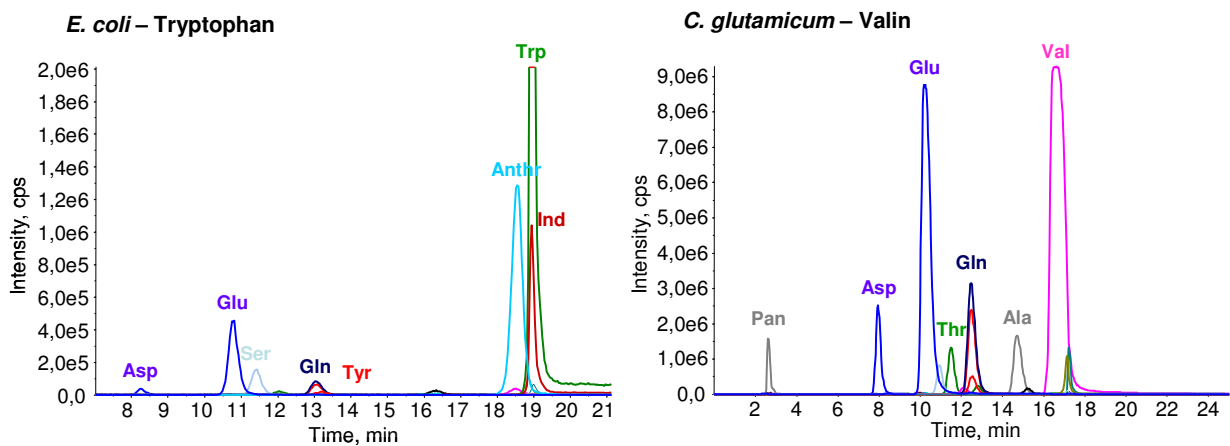 E. coli – Tryptophan
Trp
2,0e6
1,8e6
1,6e6
1,4e6
1,2e6
1,0e6
8,0e5
6,0e5
4,0e5
2,0e5
0,0
Intensity, cps
Anthr
Ind
Glu
Ser
Asp
Gln
Tyr
8 9 10 11 12 13 14 15 16 17 18 19 20 21
Time, min
C. glutamicum – Valin
Glu
Val
9,0e6
8,0e6
7,0e6
6,0e6
5,0e6
4,0e6
3,0e6
2,0e6
1,0e6
0,0
Intensity, cps
Gln
Asp
Pan
Thr
Ala
2 4 6 8 10 12 14 16 18 20 22 24
Time, min